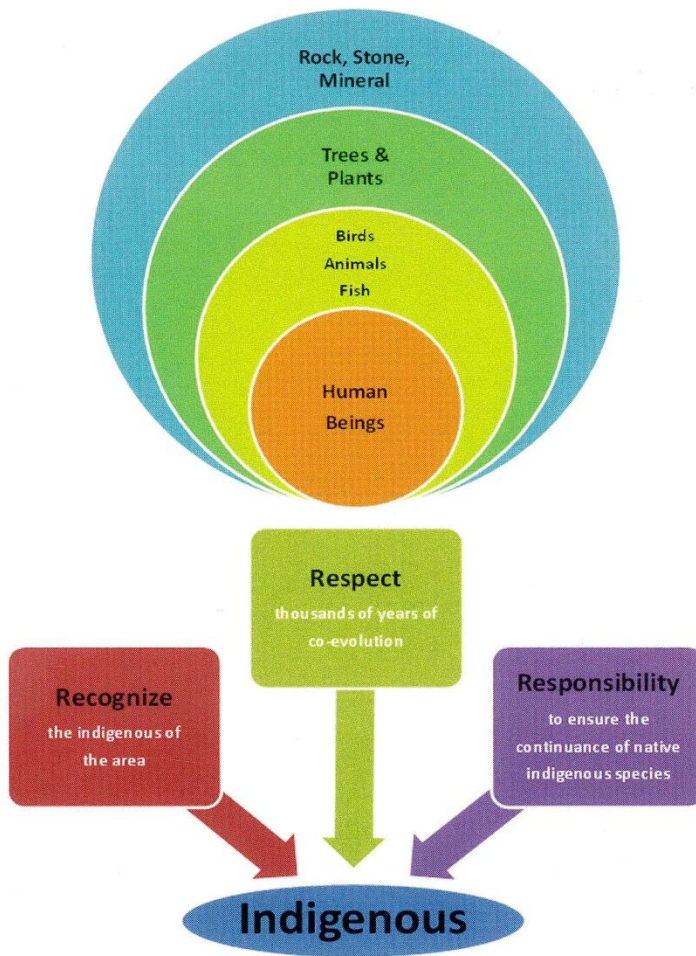 Rock, Stone,
Mineral
Trees &
Plants
Birds
Animals
Fish
Human
Beings
Respect
thousands of years of
co-evolution
Recognize
the indigenous of
the area
Responsibility
to ensure the
continuance of native
indigenous species
Indigenous